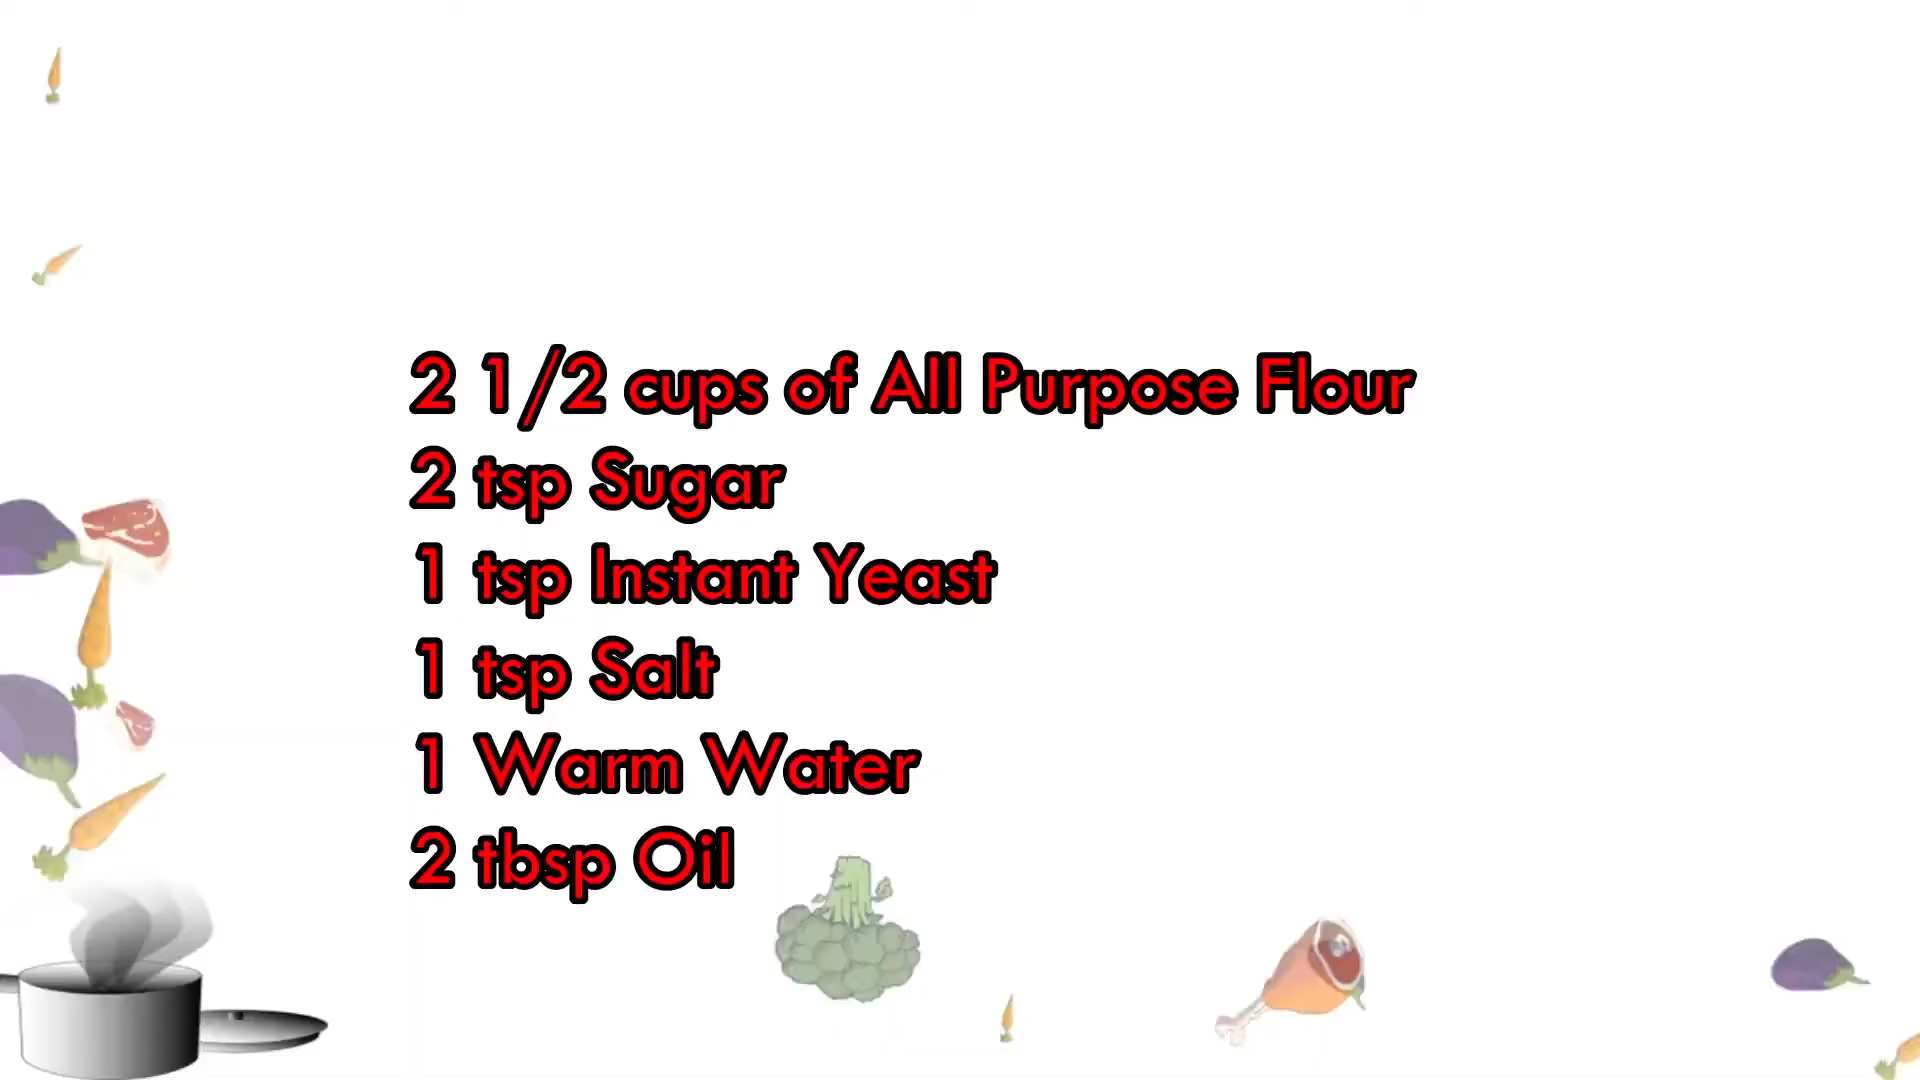 2 1/2 cups of All Purpose Flour
2 tsp Sugar
1 tsp Instant Yeast
1 tsp Salt
1 Warm Water
2 tbsp Oil